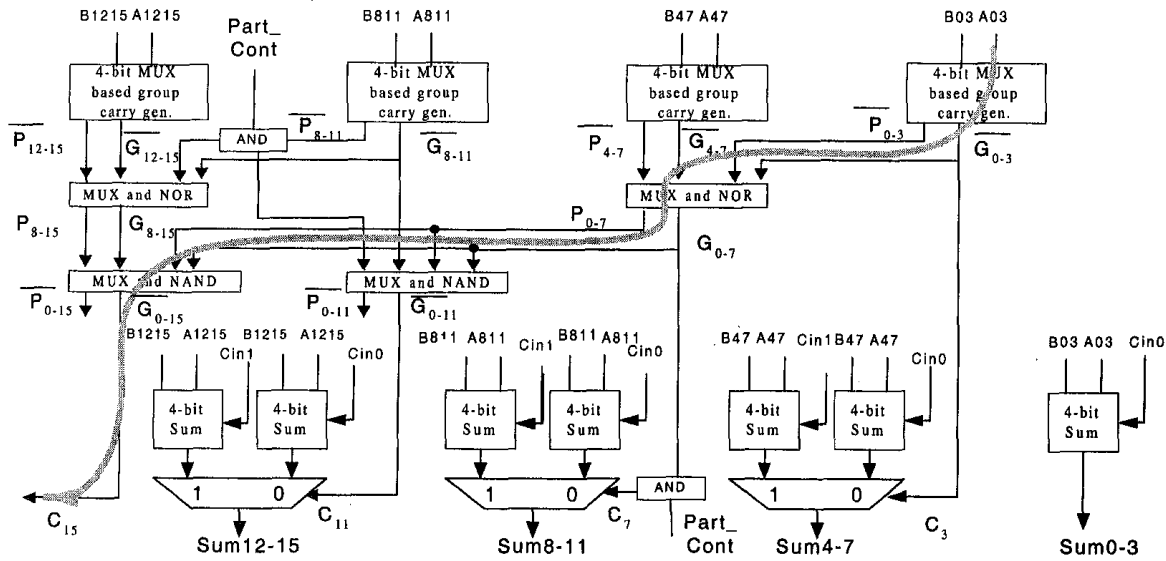 B1215 A1215
Part_
Cont
B811 A811
B47 A47
B03 A03
4-bit MUX
based group
carry gen.
4-bit MUX
based group
carry gen.
4-bit MUX
based group
carry gen.
4-bit MUX
based group
carry gen.
P12-15
G12-15
AND
P8-11
G8-11
P4-7
G4-7
P0-3
G0-3
MUX and NOR
MUX and NOR
P8-15
G8-15
P0-7
G0-7
MUX and NAND
MUX and NAND
P0-15
G0-15
P0-11
G0-11
B1215 A1215
Cin1
B1215 A1215
Cin0
B811 A811
Cin1
B811 A811
Cin0
B47 A47
Cin1
B47 A47
Cin0
B03 A03
Cin0
4-bit
Sum
4-bit
Sum
4-bit
Sum
4-bit
Sum
4-bit
Sum
4-bit
Sum
4-bit
Sum
1 0
1 0
AND
1 0
C15
C11
C7
Part_
Cont
C3
Sum12-15
Sum8-11
Sum4-7
Sum0-3